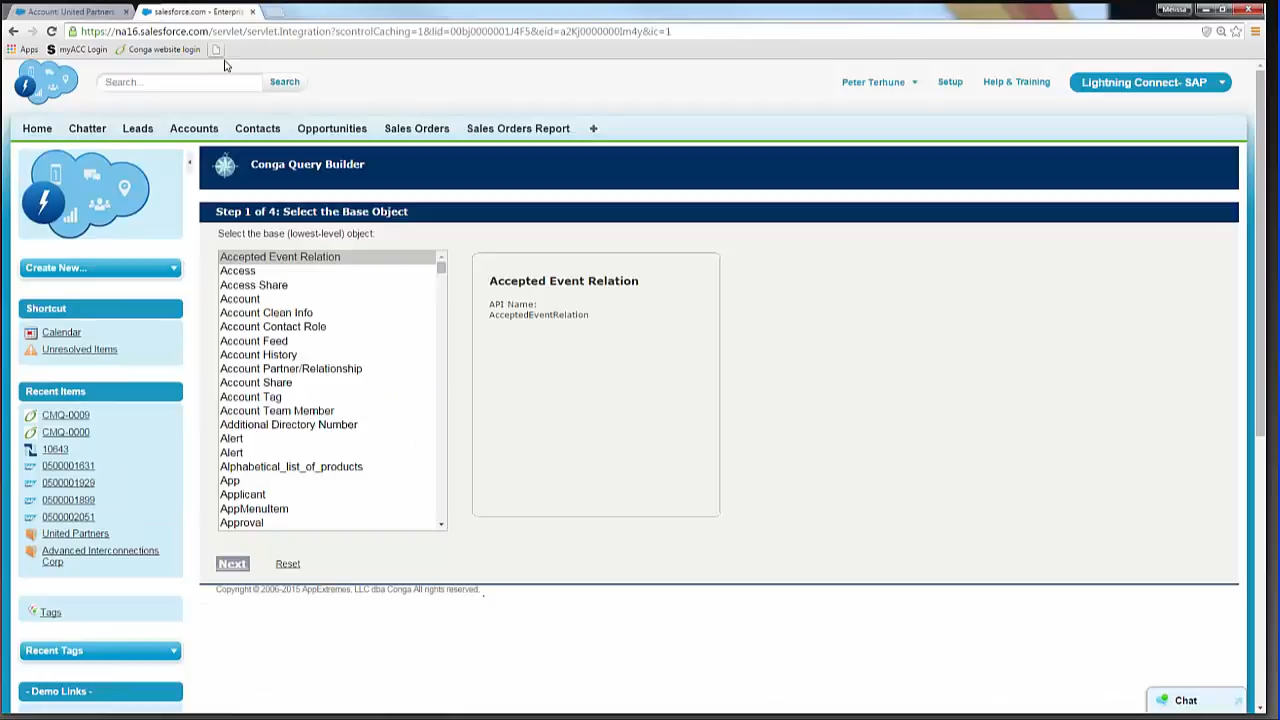 Account: United Partners
salesforce.com - Enterpris
Melissa
https://na16.salesforce.com/servlet/servlet.Integration?scontrolCaching=1&lid=00bj0000001J4F5&eid=a2Kj0000000Im4y&ic=1
Apps
myACC Login
Conga website login
Search...
Search
Peter Terhune
Setup
Help & Training
Lightning Connect- SAP
Home
Chatter
Leads
Accounts
Contacts
Opportunities
Sales Orders
Sales Orders Report
Conga Query Builder
Step 1 of 4: Select the Base Object
Select the base (lowest-level) object:
Accepted Event Relation
Access
Access Share
Account
Account Clean Info
Account Contact Role
Account Feed
Account History
Account Partner/Relationship
Account Share
Account Tag
Account Team Member
Additional Directory Number
Alert
Alert
Alphabetical_list_of_products
App
Applicant
AppMenuItem
Approval
Accepted Event Relation
API Name:
AcceptedEventRelation
Next
Reset
Copyright © 2006-2015 AppExtremes, LLC dba Conga All rights reserved.
Create New...
Shortcut
Calendar
Unresolved Items
Recent Items
CMQ-0009
CMQ-0000
10643
0500001631
0500001929
0500001899
0500002051
United Partners
Advanced Interconnections
Corp
Tags
Recent Tags
- Demo Links -
Chat